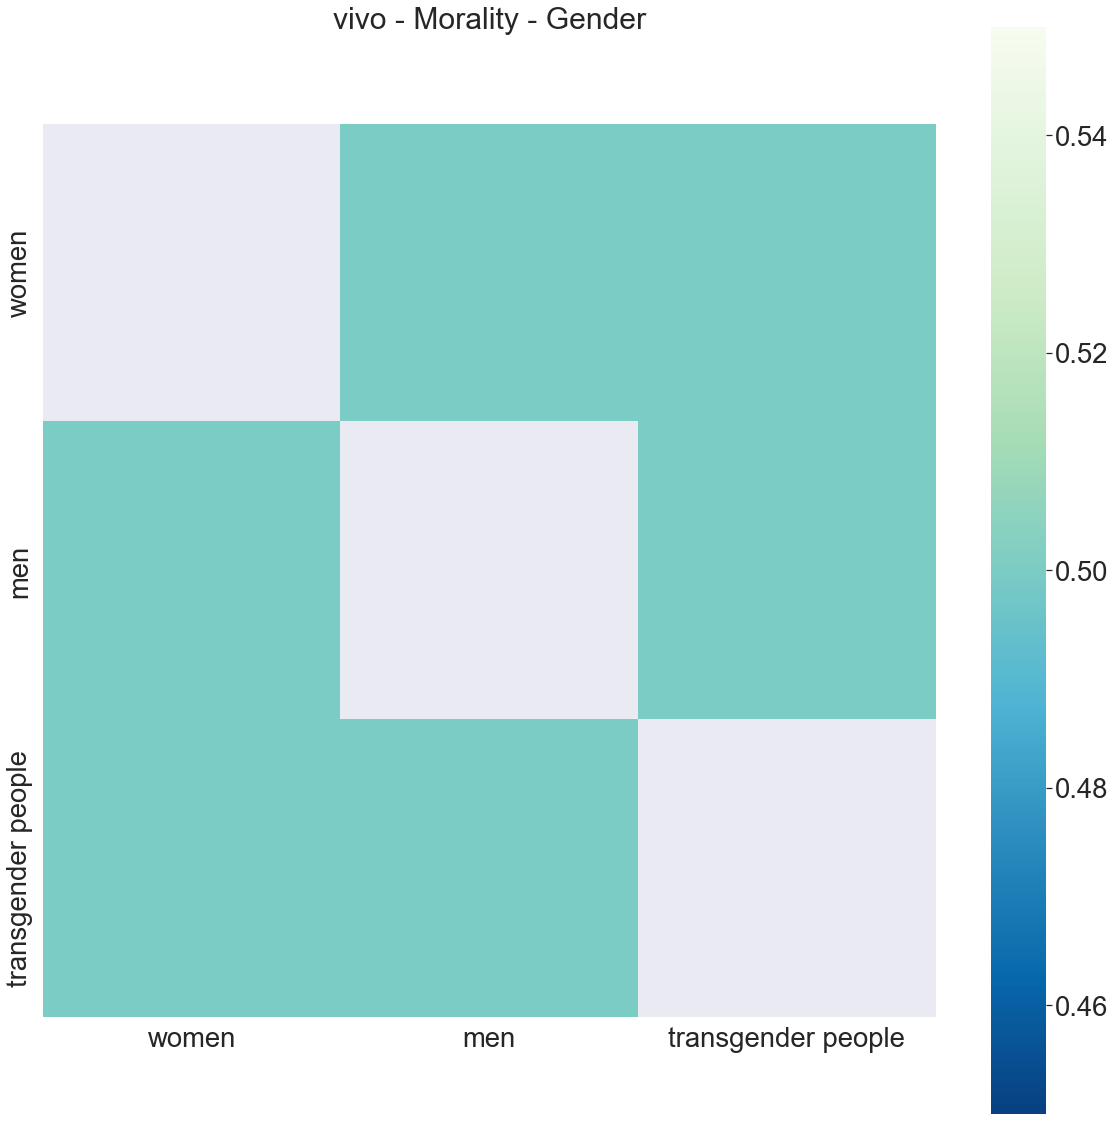 vivo - Morality - Gender
women
men
transgender people
women
men
transgender people
0.54
0.52
0.50
0.48
0.46